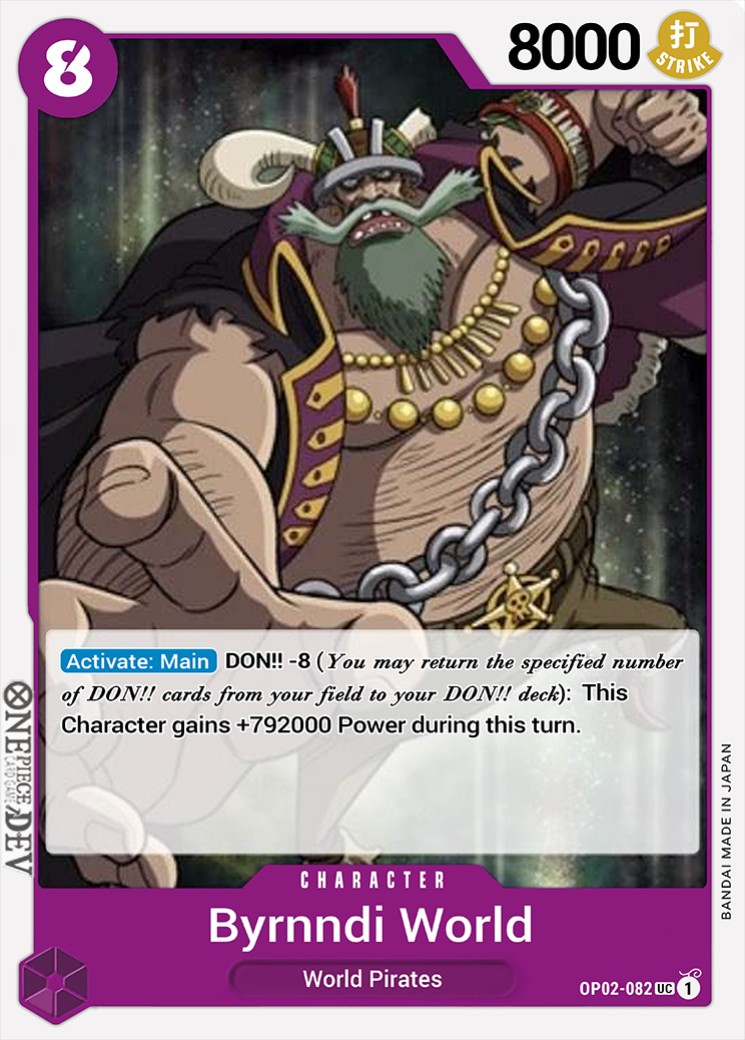 8
8000
打
STRIKE
Activate: Main DON!! -8 (You may return the specified number
of DON!! cards from your field to your DON!! deck): This
Character gains +792000 Power during this turn.
ONE PIECE
CARD GAME
DEV
BANDAI MADE IN JAPAN
CHARACTER
Byrnndi World
World Pirates
OP02-082 UC 1